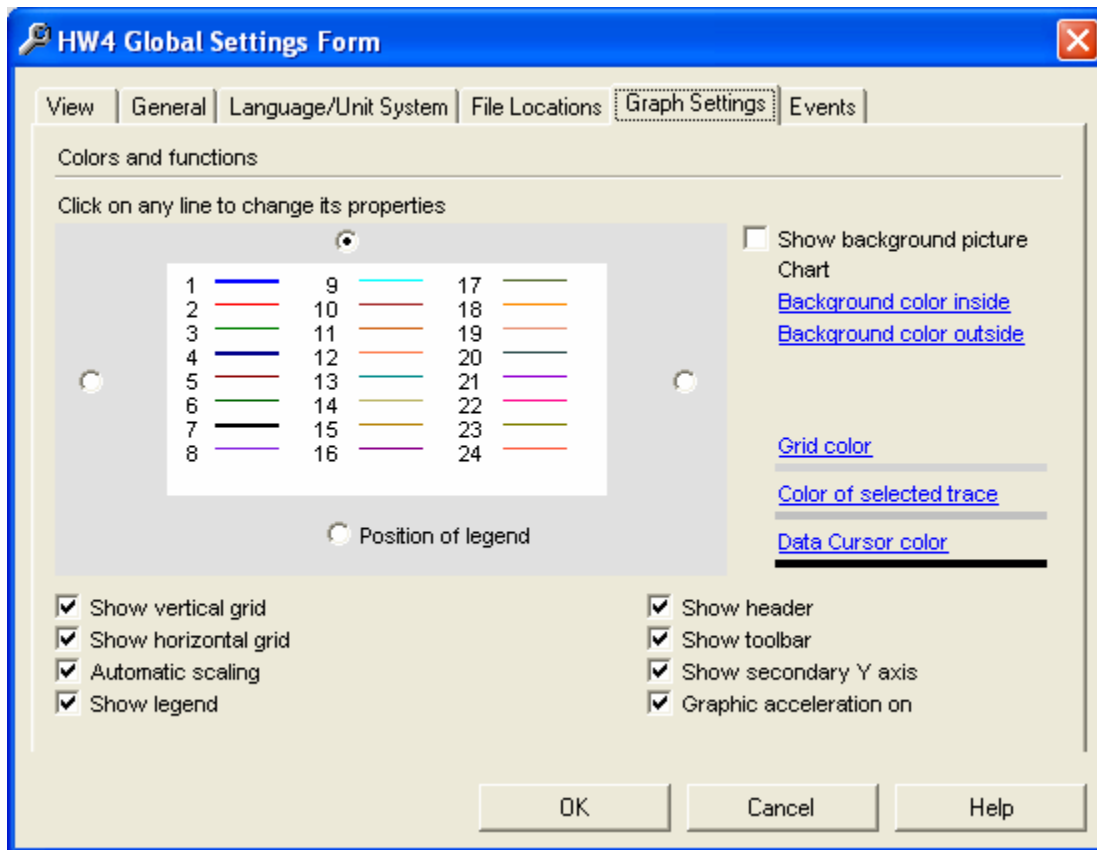 HW4 Global Settings Form
View General Language/Unit System File Locations Graph Settings Events
Colors and functions
Click on any line to change its properties
Show background picture
Chart
1 9 17
Background color inside
2 10 18
3 11 19
Background color outside
4 12 20
5 13 21
6 14 22
7 15 23
8 16 24
Grid color
Color of selected trace
Position of legend
Data Cursor color
Show vertical grid Show header
Show horizontal grid Show toolbar
Automatic scaling Show secondary Y axis
Show legend Graphic acceleration on
OK Cancel Help